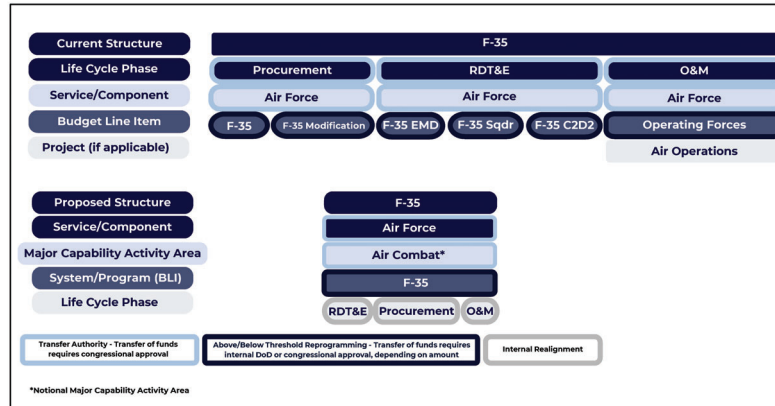 Current Structure F-35
Life Cycle Phase Procurement RDT&E O&M
Service/Component Air Force Air Force Air Force
Budget Line Item F-35 F-35 Modification F-35 EMD F-35 Sqdr F-35 C2D2 Operating Forces
Project (if applicable) Air Operations
Proposed Structure F-35
Service/Component Air Force
Major Capability Activity Area Air Combat*
System/Program (BLI) F-35
Life Cycle Phase RDT&E Procurement O&M
Transfer Authority - Transfer of funds
requires congressional approval
Above/Below Threshold Reprogramming - Transfer of funds requires
internal DoD or congressional approval, depending on amount
Internal Realignment
*Notional Major Capability Activity Area